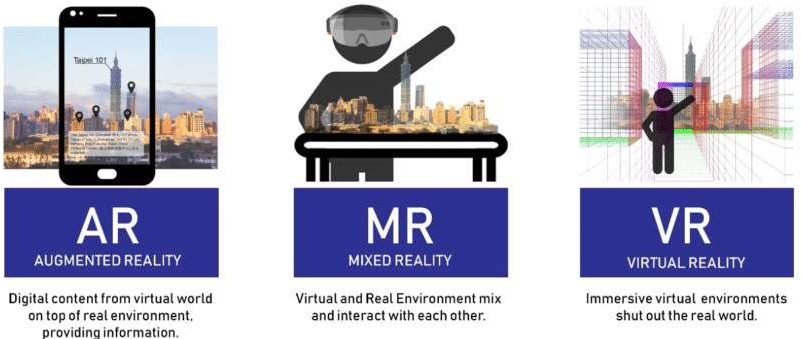 Taipei 101
AR
AUGMENTED REALITY
Digital content from virtual world
on top of real environment,
providing information.
MR
MIXED REALITY
Virtual and Real Environment mix
and interact with each other.
VR
VIRTUAL REALITY
Immersive virtual environments
shut out the real world.